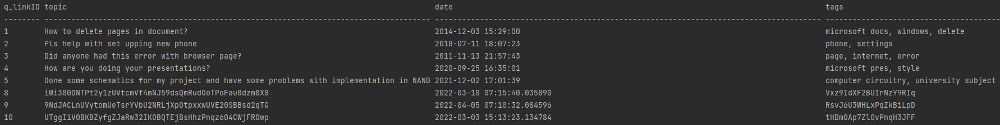 q_linkID topic date tags
-------- -------------------------------------------------------------------------------------- -------------------------------------------------------------------------------------- ---------------------------------------
1 How to delete pages in document? 2014-12-03 15:29:00 microsoft docs, windows, delete
2 Pls help with set upping new phone 2018-07-11 18:07:23 phone, settings
3 Did anyone had this error with browser page? 2011-11-13 21:57:43 page, internet, error
4 How are you doing your presentations? 2020-09-25 16:35:01 microsoft pres, style
5 Done some schematics for my project and have some problems with implementation in NAND 2021-12-02 17:01:39 computer circuitry, university subject
8 iWi380DNTPt2y1zUVtcmVf4mNJ59dsQmRudOoTPoFau8dzm8X8 2022-03-18 07:15:40.035890 Vxz9IdXF2BUIrNzY9RIq
9 9NdJACLnUVytomUeTsrYVbU2NRLjXpOtpxxwUVE20SBBsd2qTG 2022-04-05 07:10:32.084596 RsvJ6U3WHLxPqZkBiLpD
10 UTggIiV0BKBZyfgZJaRw32IKOBQTEjBsHhzPnqz604CWjFROwp 2022-03-03 15:13:23.134784 tHDmOAp7Zl0vPnqH3JFF